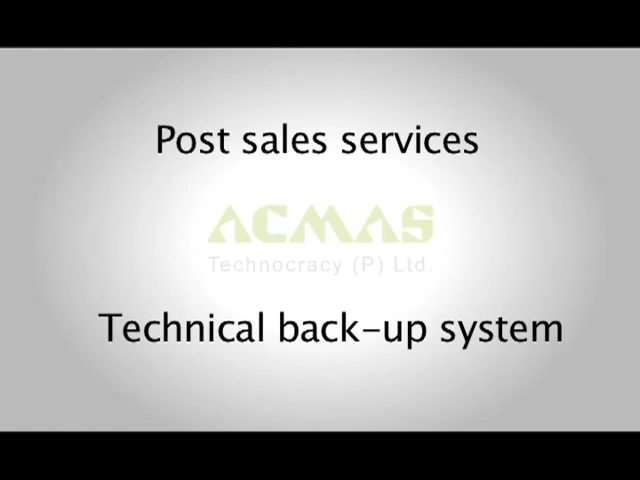 Post sales services
ACMAS
Technocracy (P) Ltd.
Technical back-up system